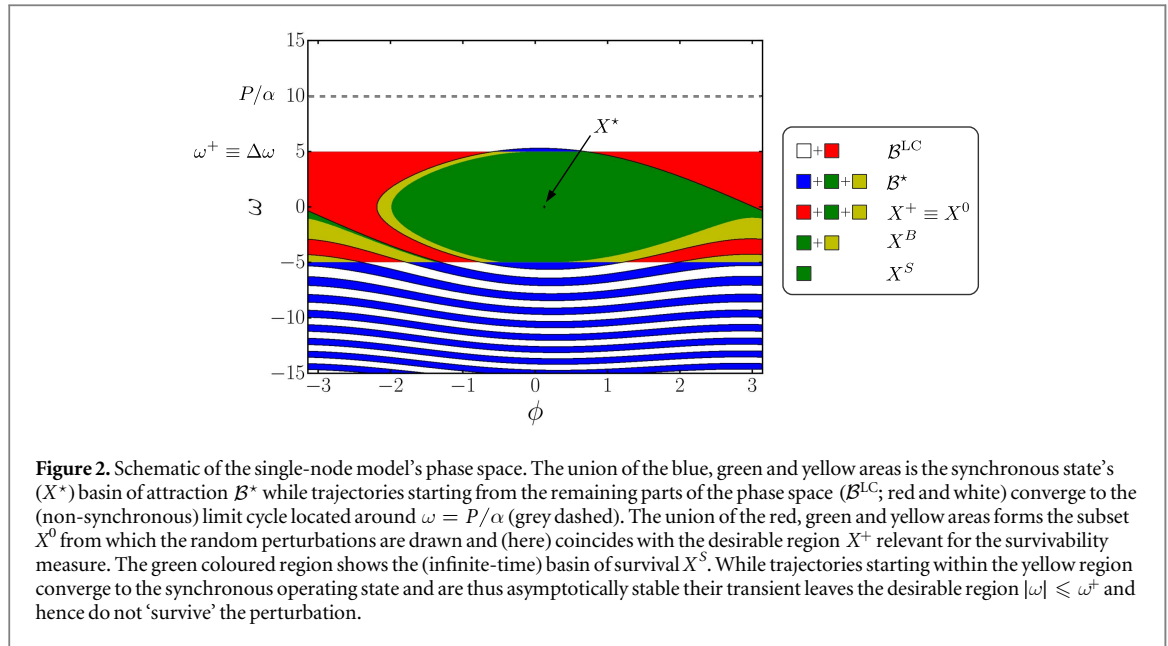 15
P/α 10
X⋆
ω⁺ ≡ Δω 5
ω 0
−5
−10
−15
−3 −2 −1 0 1 2 3
ϕ
□+■ 𝓑ᴸᶜ
■+■+■ 𝓑⋆
■+■+■ X⁺ ≡ X⁰
■+■ Xᴮ
■ Xˢ
Figure 2. Schematic of the single-node model's phase space. The union of the blue, green and yellow areas is the synchronous state's
(X⋆) basin of attraction 𝓑⋆ while trajectories starting from the remaining parts of the phase space (𝓑ᴸᶜ; red and white) converge to the
(non-synchronous) limit cycle located around ω = P/α (grey dashed). The union of the red, green and yellow areas forms the subset
X⁰ from which the random perturbations are drawn and (here) coincides with the desirable region X⁺ relevant for the survivability
measure. The green coloured region shows the (infinite-time) basin of survival Xˢ. While trajectories starting within the yellow region
converge to the synchronous operating state and are thus asymptotically stable their transient leaves the desirable region |ω| ⩽ ω⁺ and
hence do not 'survive' the perturbation.